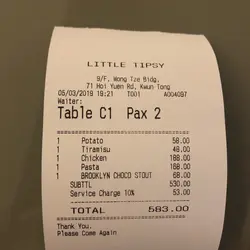 LITTLE TIPSY
9/F, Wong Tze Bldg.
71 Hoi Yuen Rd, Kwun Tong
05/03/2019 19:21 T001 A004097
Waiter:
Table C1 Pax 2
1 Potato 58.00
1 Tiramisu 48.00
1 Chicken 188.00
1 Pasta 168.00
1 BROOKLYN CHOCO STOUT 68.00
SUBTTL 530.00
Service Charge 10% 53.00
TOTAL 583.00
Thank You.
Please Come Again